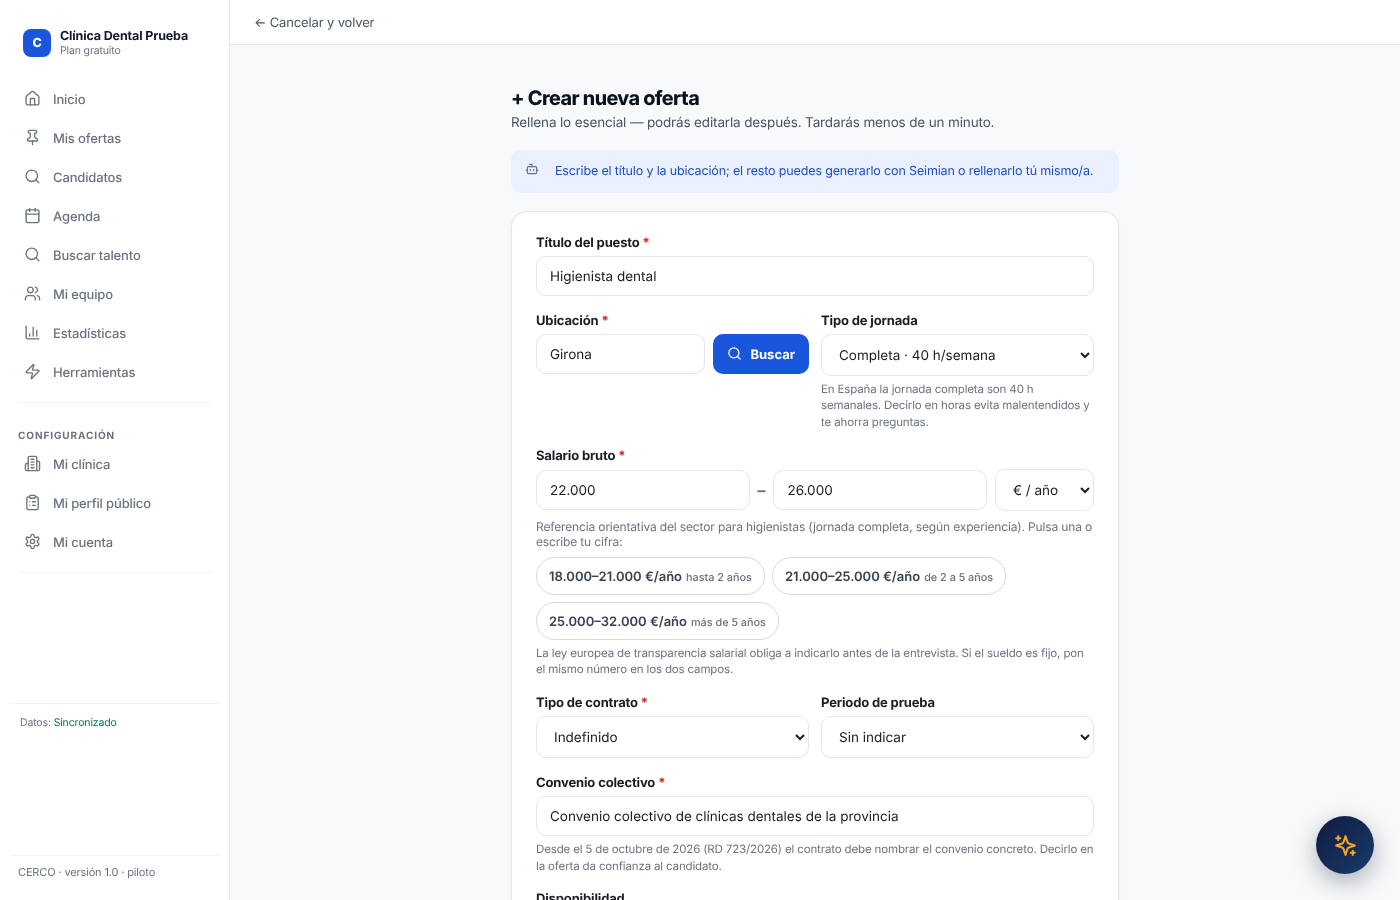 C
Clínica Dental Prueba
Plan gratuito
Inicio
Mis ofertas
Candidatos
Agenda
Buscar talento
Mi equipo
Estadísticas
Herramientas
CONFIGURACIÓN
Mi clínica
Mi perfil público
Mi cuenta
Datos: Sincronizado
CERCO · versión 1.0 · piloto
← Cancelar y volver
+ Crear nueva oferta
Rellena lo esencial — podrás editarla después. Tardarás menos de un minuto.
Escribe el título y la ubicación; el resto puedes generarlo con Seimian o rellenarlo tú mismo/a.
Título del puesto *
Higienista dental
Ubicación *
Girona
Buscar
Tipo de jornada
Completa · 40 h/semana
En España la jornada completa son 40 h
semanales. Decirlo en horas evita malentendidos y
te ahorra preguntas.
Salario bruto *
22.000
–
26.000
€ / año
Referencia orientativa del sector para higienistas (jornada completa, según experiencia). Pulsa una o
escribe tu cifra:
18.000–21.000 €/año hasta 2 años
21.000–25.000 €/año de 2 a 5 años
25.000–32.000 €/año más de 5 años
La ley europea de transparencia salarial obliga a indicarlo antes de la entrevista. Si el sueldo es fijo, pon
el mismo número en los dos campos.
Tipo de contrato *
Indefinido
Periodo de prueba
Sin indicar
Convenio colectivo *
Convenio colectivo de clínicas dentales de la provincia
Desde el 5 de octubre de 2026 (RD 723/2026) el contrato debe nombrar el convenio concreto. Decirlo en
la oferta da confianza al candidato.
Disponibilidad